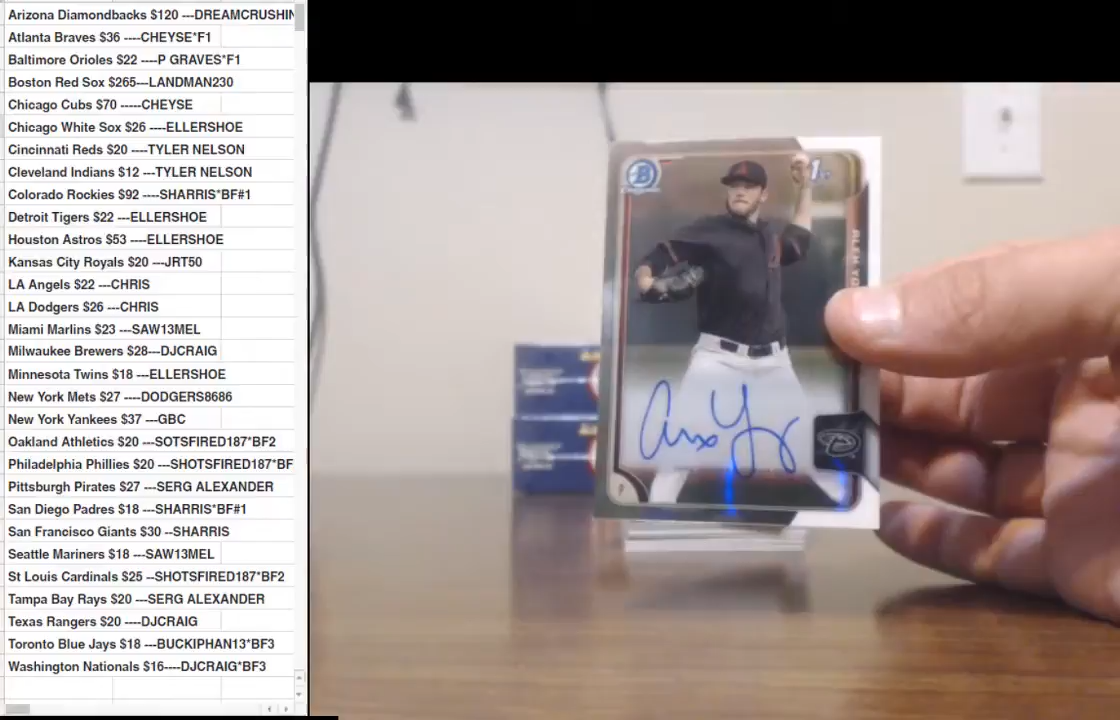 Arizona Diamondbacks $120 ---DREAMCRUSHIN
Atlanta Braves $36 ----CHEYSE*F1
Baltimore Orioles $22 ----P GRAVES*F1
Boston Red Sox $265---LANDMAN230
Chicago Cubs $70 -----CHEYSE
Chicago White Sox $26 ----ELLERSHOE
Cincinnati Reds $20 ----TYLER NELSON
Cleveland Indians $12 ---TYLER NELSON
Colorado Rockies $92 ----SHARRIS*BF#1
Detroit Tigers $22 ---ELLERSHOE
Houston Astros $53 ----ELLERSHOE
Kansas City Royals $20 ---JRT50
LA Angels $22 ---CHRIS
LA Dodgers $26 ---CHRIS
Miami Marlins $23 ---SAW13MEL
Milwaukee Brewers $28---DJCRAIG
Minnesota Twins $18 ---ELLERSHOE
New York Mets $27 ----DODGERS8686
New York Yankees $37 ---GBC
Oakland Athletics $20 ---SOTSFIRED187*BF2
Philadelphia Phillies $20 ---SHOTSFIRED187*BF
Pittsburgh Pirates $27 ---SERG ALEXANDER
San Diego Padres $18 ---SHARRIS*BF#1
San Francisco Giants $30 --SHARRIS
Seattle Mariners $18 ---SAW13MEL
St Louis Cardinals $25 --SHOTSFIRED187*BF2
Tampa Bay Rays $20 ---SERG ALEXANDER
Texas Rangers $20 ----DJCRAIG
Toronto Blue Jays $18 ---BUCKIPHAN13*BF3
Washington Nationals $16----DJCRAIG*BF3
B
1st
ALEX YO
P